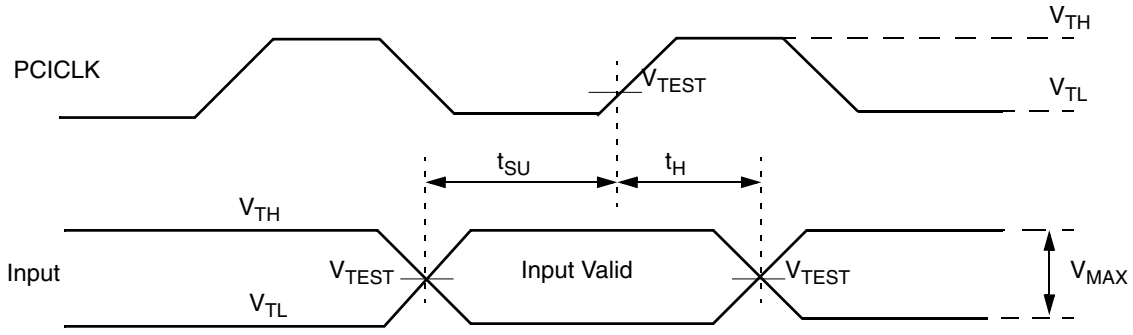 V_TH
PCICLK
V_TEST
V_TL
t_SU
t_H
V_TH
Input
V_TEST
Input Valid
V_TEST
V_MAX
V_TL